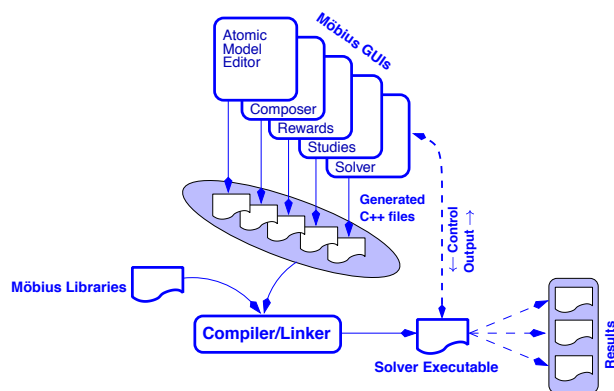 Atomic
Model
Editor
Möbius GUIs
Composer
Rewards
Studies
Solver
Generated
C++ files
← Control
Output →
Möbius Libraries
Compiler/Linker
Solver Executable
Results